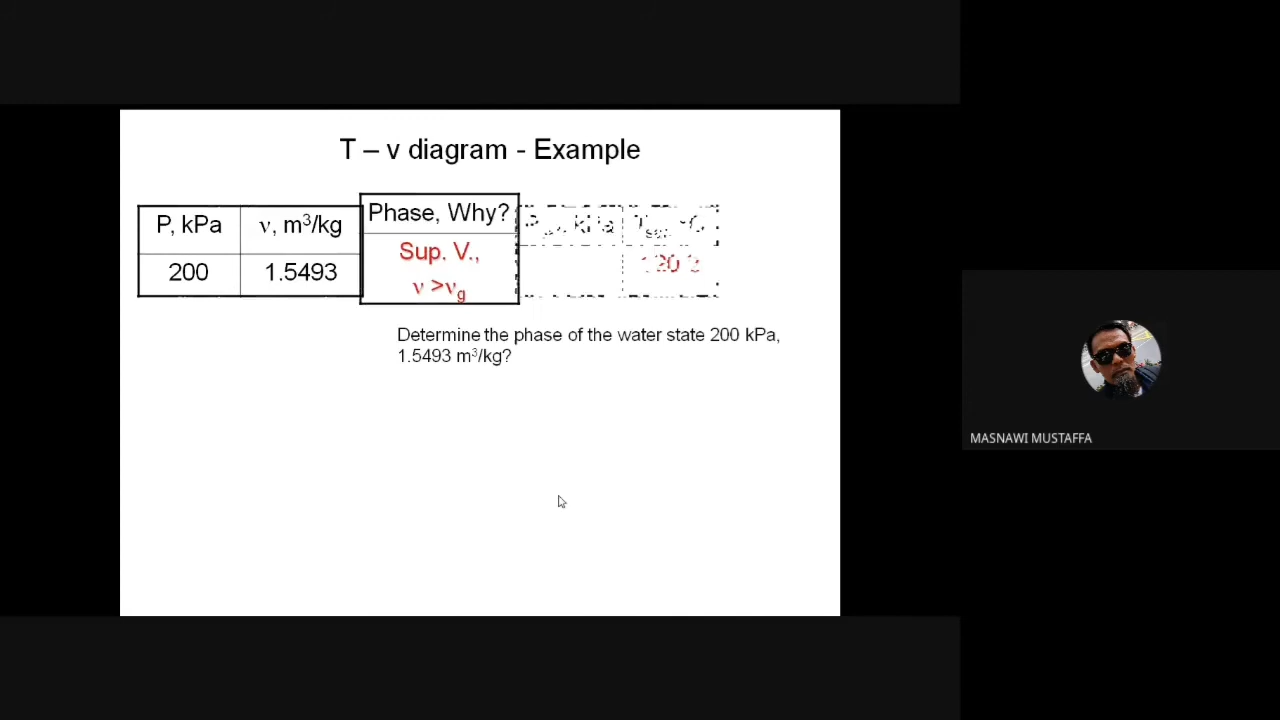 T – v diagram - Example
P, kPa ν, m³/kg Phase, Why?
200 1.5493 Sup. V.,
ν >νg
Determine the phase of the water state 200 kPa,
1.5493 m³/kg?
MASNAWI MUSTAFFA